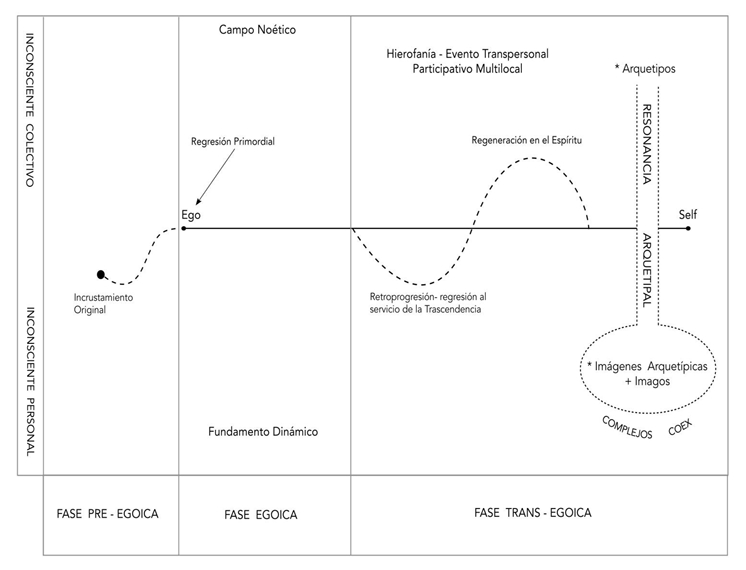 INCONSCIENTE COLECTIVO
INCONSCIENTE PERSONAL
Campo Noético
Hierofanía - Evento Transpersonal
Participativo Multilocal
* Arquetipos
RESONANCIA
ARQUETIPAL
Regresión Primordial
Regeneración en el Espíritu
Ego
Self
Incrustamiento
Original
Retroprogresión- regresión al
servicio de la Trascendencia
* Imágenes Arquetípicas
+ Imagos
COMPLEJOS COEX
Fundamento Dinámico
FASE PRE - EGOICA
FASE EGOICA
FASE TRANS - EGOICA